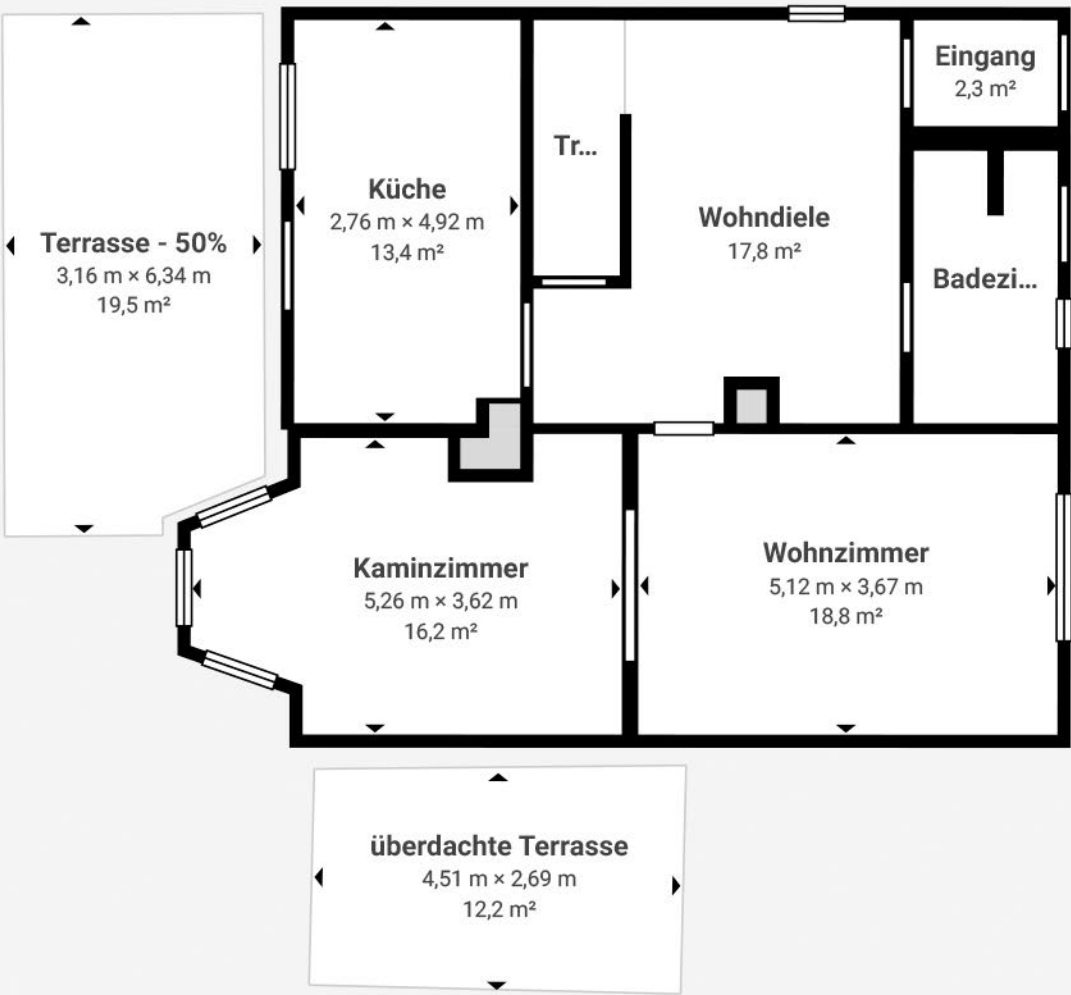 Eingang
2,3 m²
Tr...
Küche
2,76 m × 4,92 m
13,4 m²
Wohndiele
17,8 m²
Terrasse - 50%
3,16 m × 6,34 m
19,5 m²
Badezi...
Kaminzimmer
5,26 m × 3,62 m
16,2 m²
Wohnzimmer
5,12 m × 3,67 m
18,8 m²
überdachte Terrasse
4,51 m × 2,69 m
12,2 m²